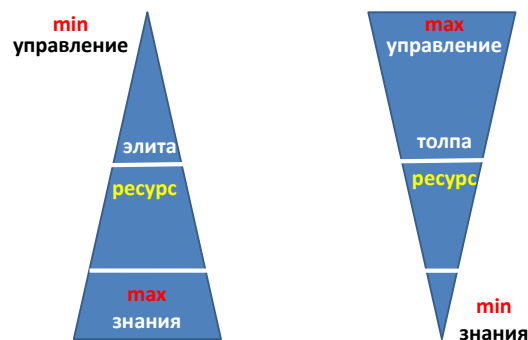 min
управление
элита
ресурс
max
знания
max
управление
толпа
ресурс
min
знания